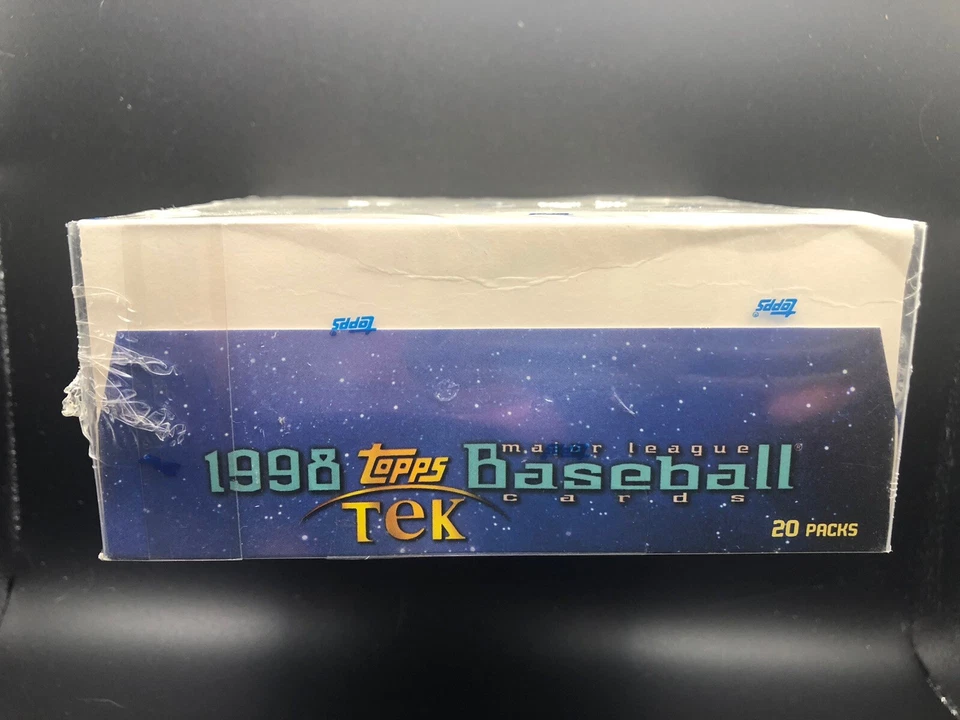 Topps®
Topps
major league
1998 Topps Baseball®
cards
TeK
20 PACKS